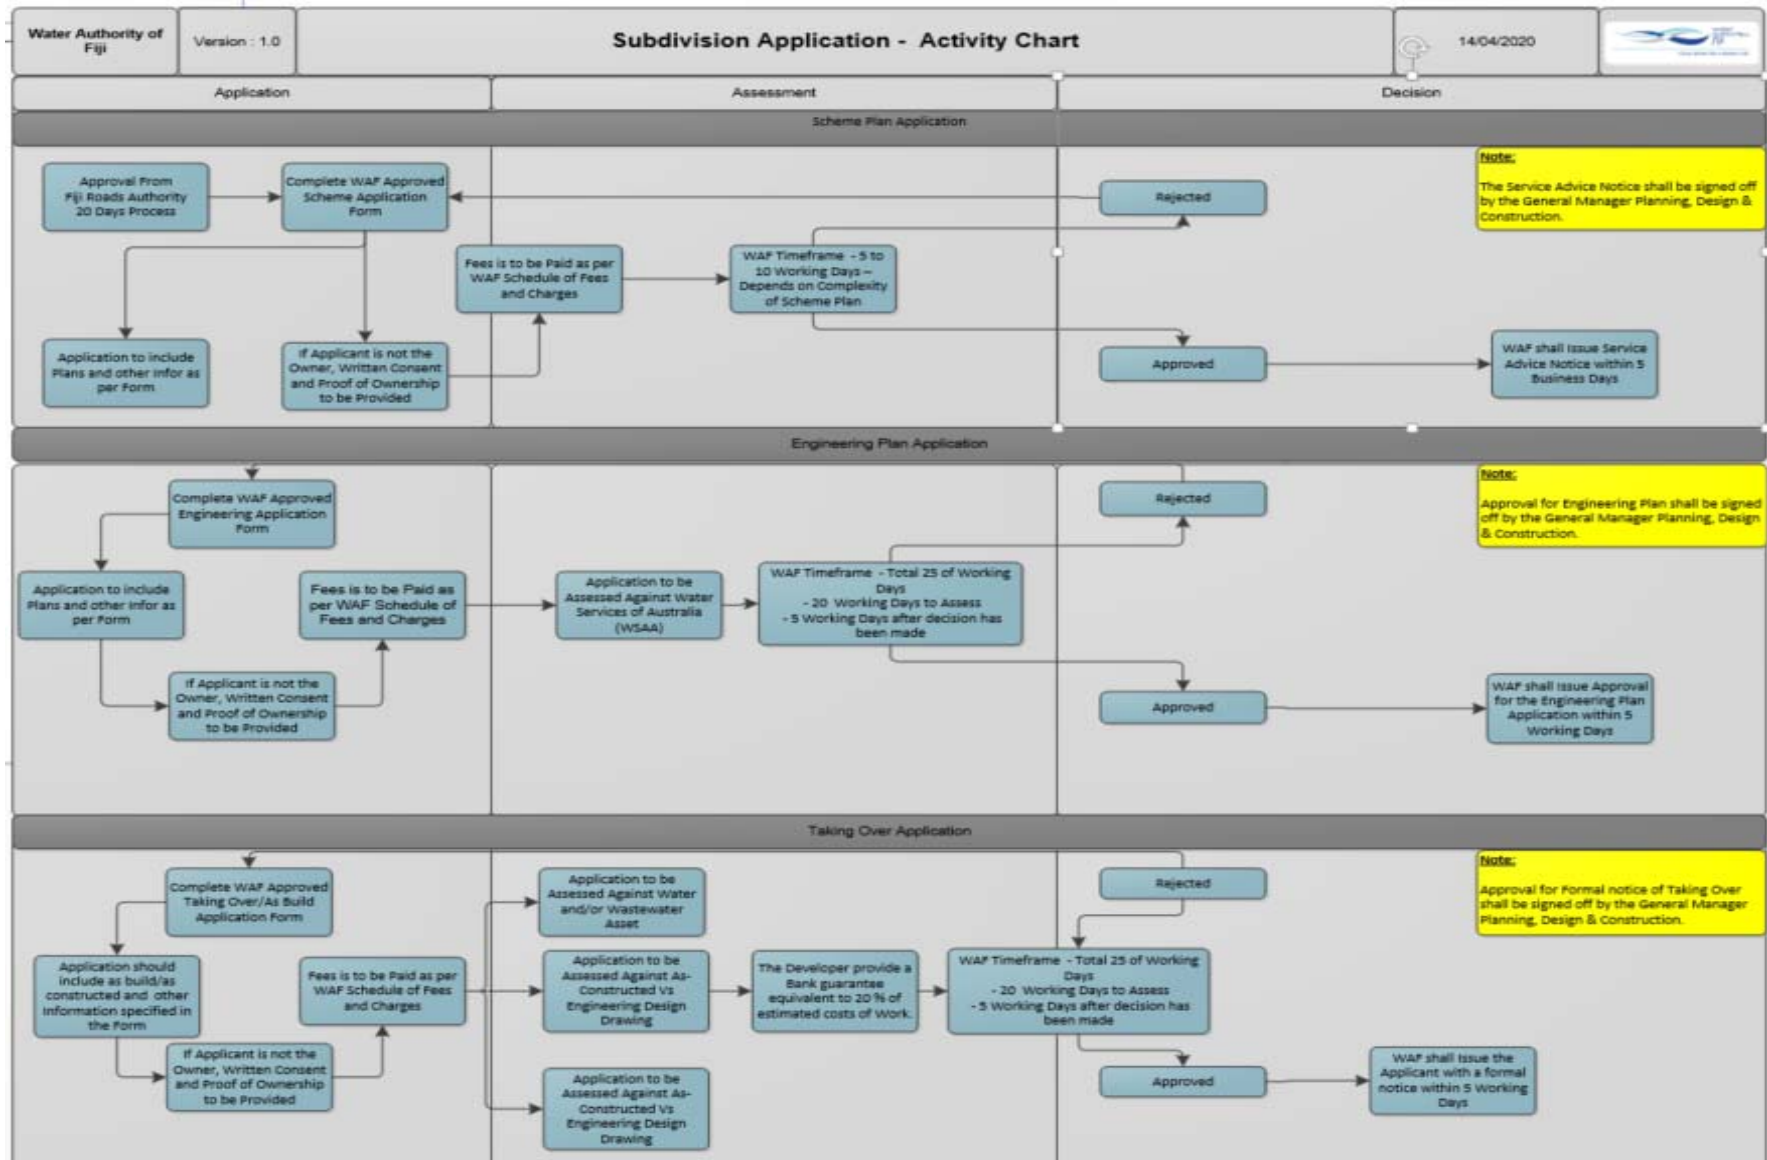 Water Authority of
Fiji
Version : 1.0
Subdivision Application - Activity Chart
14/04/2020
Application
Assessment
Decision
Scheme Plan Application
Approval From
Fiji Roads Authority
20 Days Process
Complete WAF Approved
Scheme Application
Form
Application to include
Plans and other Infor as
per Form
If Applicant is not the
Owner, Written Consent
and Proof of Ownership
to be Provided
Fees is to be Paid as per
WAF Schedule of Fees
and Charges
WAF Timeframe - 5 to
10 Working Days –
Depends on Complexity
of Scheme Plan
Rejected
Approved
WAF shall Issue Service
Advice Notice within 5
Business Days
Note:
The Service Advice Notice shall be signed off
by the General Manager Planning, Design &
Construction.
Engineering Plan Application
Complete WAF Approved
Engineering Application
Form
Application to include
Plans and other Infor as
per Form
If Applicant is not the
Owner, Written Consent
and Proof of Ownership
to be Provided
Fees is to be Paid as
per WAF Schedule of
Fees and Charges
Application to be
Assessed Against Water
Services of Australia
(WSAA)
WAF Timeframe - Total 25 of Working
Days
- 20 Working Days to Assess
- 5 Working Days after decision has
been made
Rejected
Approved
WAF shall Issue Approval
for the Engineering Plan
Application within 5
Working Days
Note:
Approval for Engineering Plan shall be signed
off by the General Manager Planning, Design
& Construction.
Taking Over Application
Complete WAF Approved
Taking Over/As Build
Application Form
Application should
include as build/as
constructed and other
Information specified in
the Form
If Applicant is not the
Owner, Written Consent
and Proof of Ownership
to be Provided
Fees is to be Paid as per
WAF Schedule of Fees
and Charges
Application to be
Assessed Against Water
and/or Wastewater
Asset
Application to be
Assessed Against As-
Constructed Vs
Engineering Design
Drawing
Application to be
Assessed Against As-
Constructed Vs
Engineering Design
Drawing
The Developer provide a
Bank guarantee
equivalent to 20 % of
estimated costs of Work.
WAF Timeframe - Total 25 of Working
Days
- 20 Working Days to Assess
- 5 Working Days after decision has
been made
Rejected
Approved
WAF shall Issue the
Applicant with a formal
notice within 5 Working
Days
Note:
Approval for Formal notice of Taking Over
shall be signed off by the General Manager
Planning, Design & Construction.